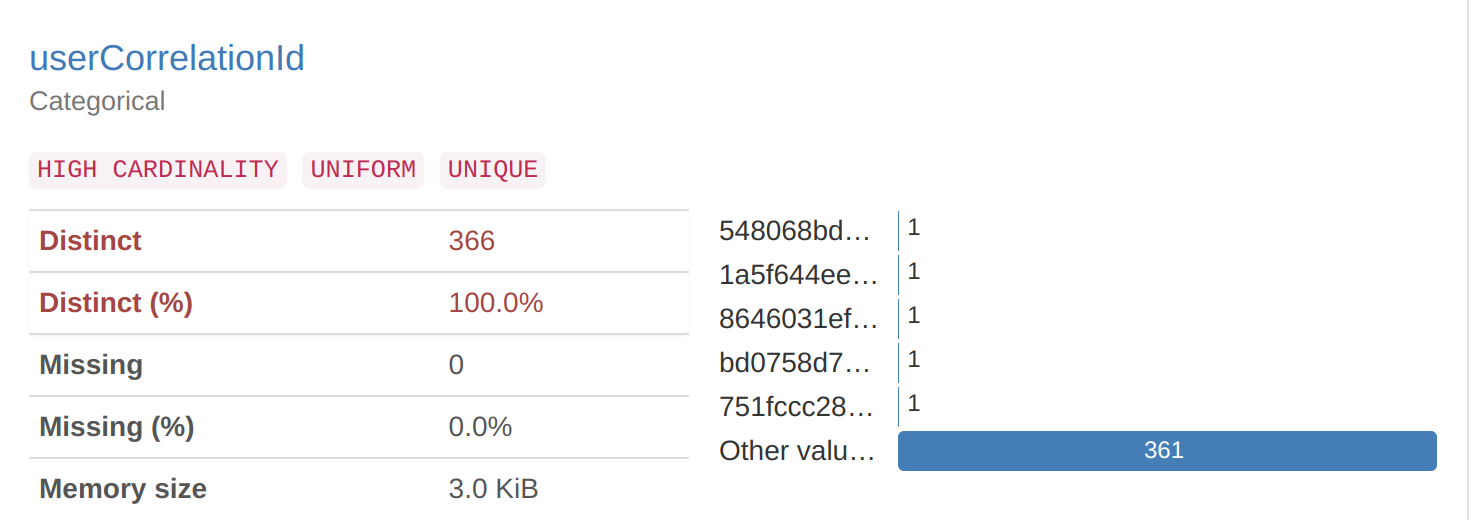 userCorrelationId
Categorical
HIGH CARDINALITY UNIFORM UNIQUE
Distinct 366
Distinct (%) 100.0%
Missing 0
Missing (%) 0.0%
Memory size 3.0 KiB
548068bd… 1
1a5f644ee… 1
8646031ef… 1
bd0758d7… 1
751fccc28… 1
Other valu… 361